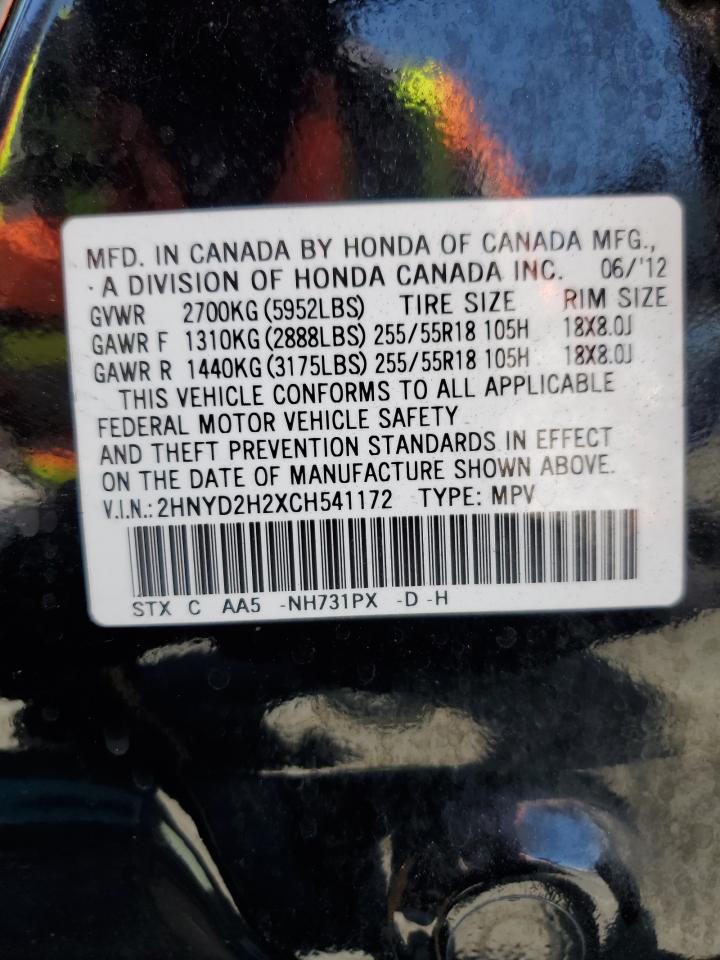 MFD. IN CANADA BY HONDA OF CANADA MFG.,
·A DIVISION OF HONDA CANADA INC. 06/'12
GVWR 2700KG(5952LBS) TIRE SIZE RIM SIZE
GAWR F 1310KG(2888LBS) 255/55R18 105H 18X8.0J
GAWR R 1440KG(3175LBS) 255/55R18 105H 18X8.0J
THIS VEHICLE CONFORMS TO ALL APPLICABLE
FEDERAL MOTOR VEHICLE SAFETY
AND THEFT PREVENTION STANDARDS IN EFFECT
ON THE DATE OF MANUFACTURE SHOWN ABOVE.
V.I.N.: 2HNYD2H2XCH541172 TYPE: MPV
STX C AA5 -NH731PX -D -H